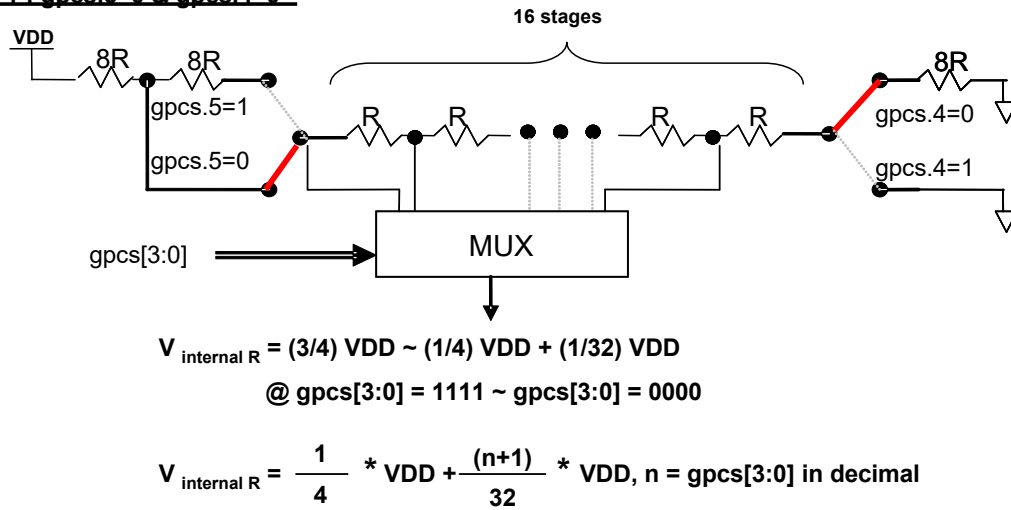 16 stages
VDD
8R 8R 8R
gpcs.5=1 R R R R gpcs.4=0
gpcs.5=0 gpcs.4=1
MUX
gpcs[3:0]
V internal R = (3/4) VDD ~ (1/4) VDD + (1/32) VDD
@ gpcs[3:0] = 1111 ~ gpcs[3:0] = 0000
V internal R = 1/4 * VDD + (n+1)/32 * VDD, n = gpcs[3:0] in decimal